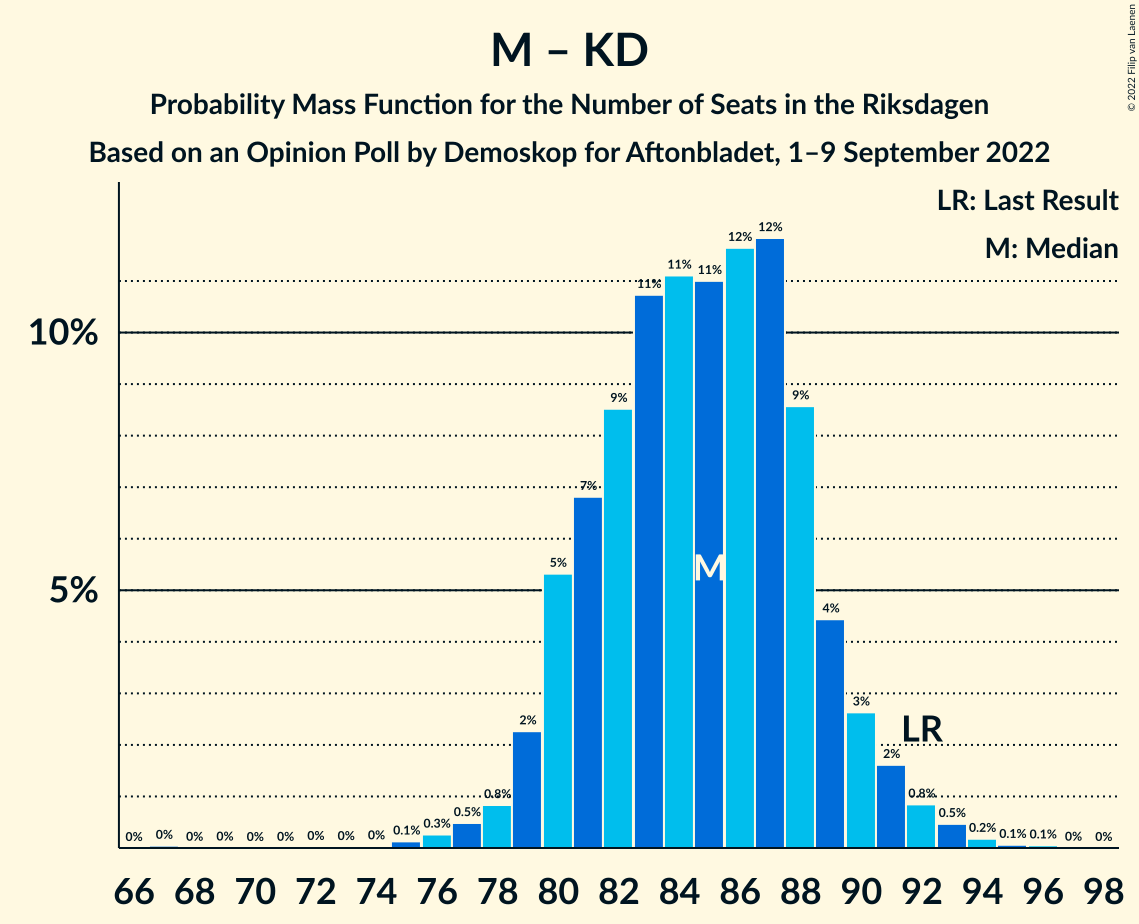 M – KD
Probability Mass Function for the Number of Seats in the Riksdagen
Based on an Opinion Poll by Demoskop for Aftonbladet, 1–9 September 2022
© 2022 Filip van Laenen
LR: Last Result
M: Median
10%
5%
0% 0% 0% 0% 0% 0% 0% 0% 0% 0.1% 0.3% 0.5% 0.8% 2% 5% 7% 9% 11% 11% 11% 12% 12% 9% 4% 3% 2% 0.8% 0.5% 0.2% 0.1% 0.1% 0% 0%
M
LR
66 68 70 72 74 76 78 80 82 84 86 88 90 92 94 96 98